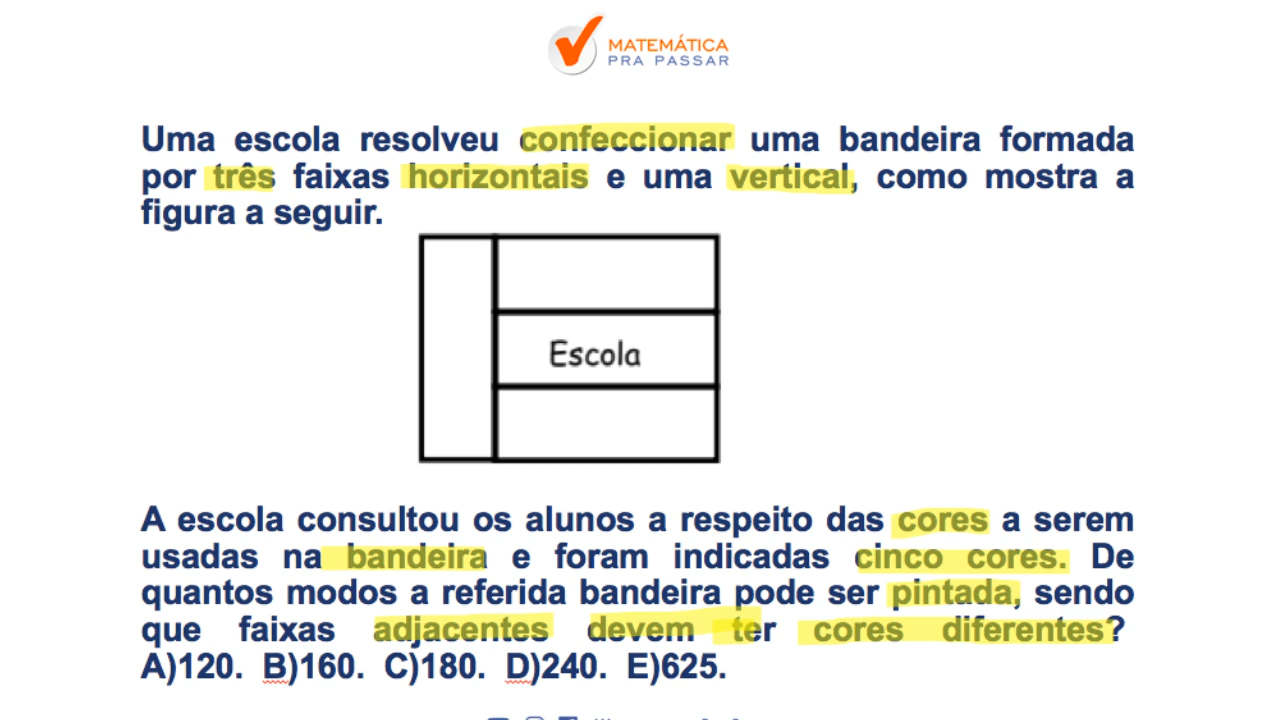 MATEMÁTICA
PRA PASSAR
Uma escola resolveu confeccionar uma bandeira formada
por três faixas horizontais e uma vertical, como mostra a
figura a seguir.
Escola
A escola consultou os alunos a respeito das cores a serem
usadas na bandeira e foram indicadas cinco cores. De
quantos modos a referida bandeira pode ser pintada, sendo
que faixas adjacentes devem ter cores diferentes?
A)120. B)160. C)180. D)240. E)625.